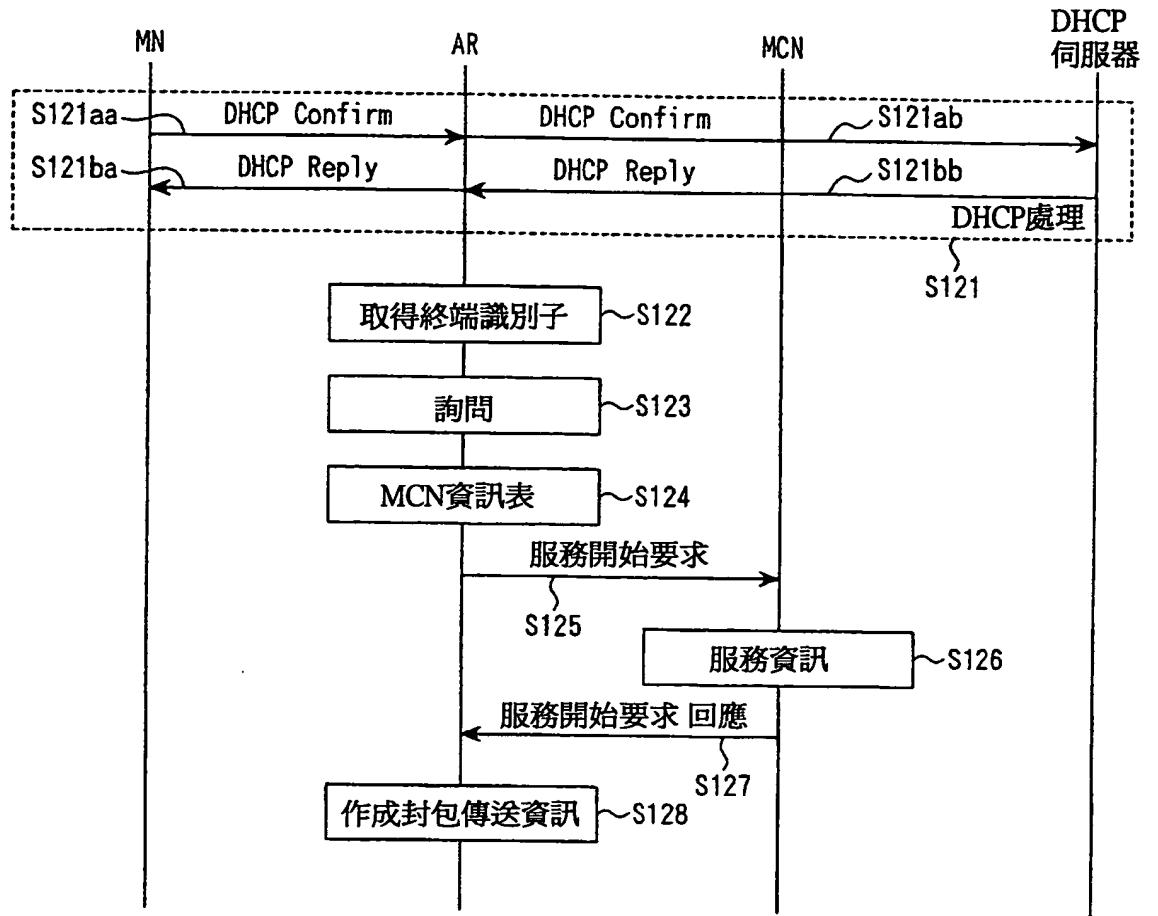 MN
AR
MCN
DHCP
伺服器
S121aa
DHCP Confirm
DHCP Confirm
S121ab
S121ba
DHCP Reply
DHCP Reply
S121bb
DHCP處理
S121
取得終端識別子
S122
詢問
S123
MCN資訊表
S124
服務開始要求
S125
服務資訊
S126
服務開始要求 回應
S127
作成封包傳送資訊
S128